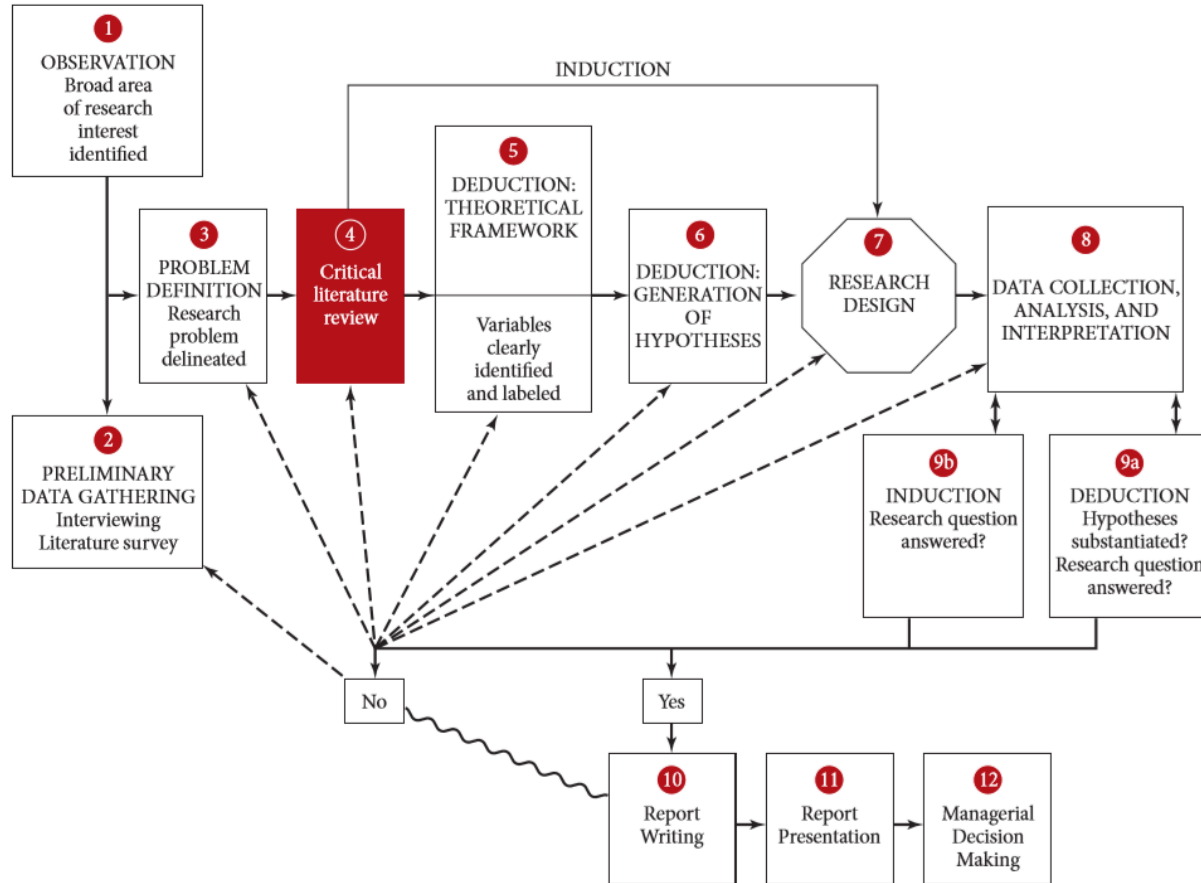 1
OBSERVATION
Broad area
of research
interest
identified
2
PRELIMINARY
DATA GATHERING
Interviewing
Literature survey
3
PROBLEM
DEFINITION
Research
problem
delineated
4
Critical
literature
review
INDUCTION
5
DEDUCTION:
THEORETICAL
FRAMEWORK
Variables
clearly
identified
and labeled
6
DEDUCTION:
GENERATION
OF
HYPOTHESES
7
RESEARCH
DESIGN
8
DATA COLLECTION,
ANALYSIS, AND
INTERPRETATION
9b
INDUCTION
Research question
answered?
9a
DEDUCTION
Hypotheses
substantiated?
Research question
answered?
No
Yes
10
Report
Writing
11
Report
Presentation
12
Managerial
Decision
Making